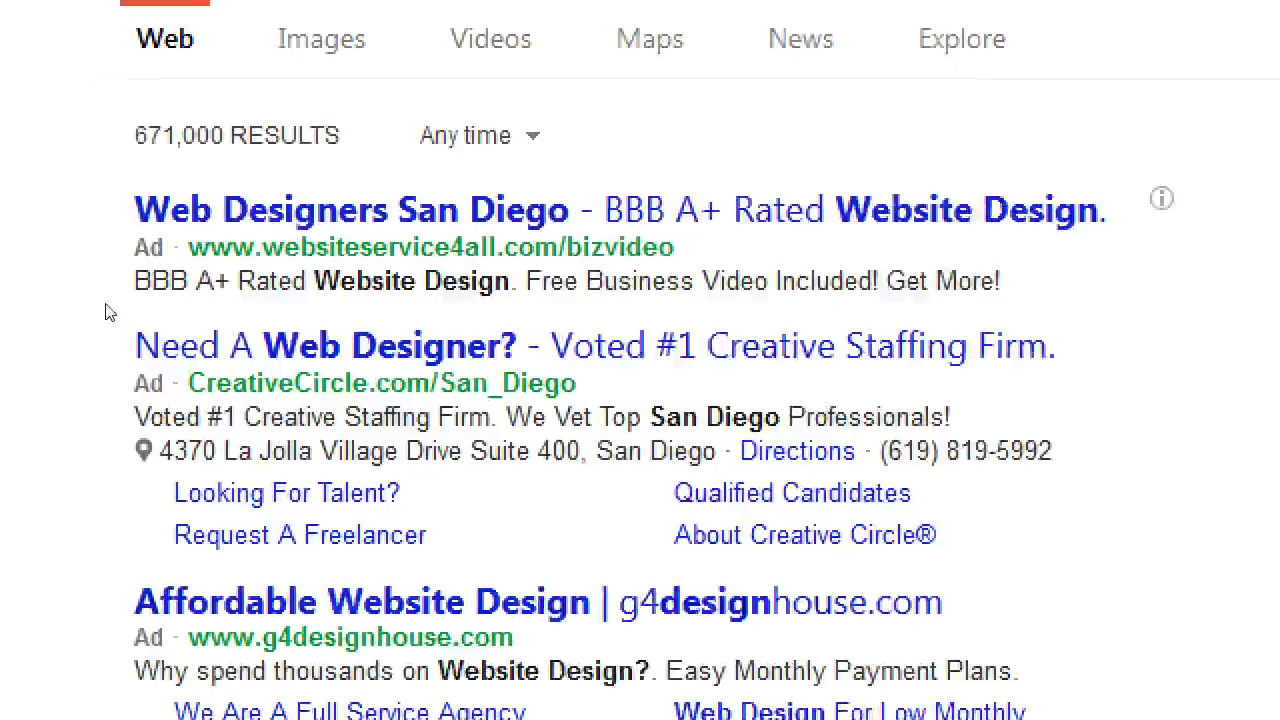 Web Images Videos Maps News Explore
671,000 RESULTS Any time
Web Designers San Diego - BBB A+ Rated Website Design.
Ad · www.websiteservice4all.com/bizvideo
BBB A+ Rated Website Design. Free Business Video Included! Get More!
Need A Web Designer? - Voted #1 Creative Staffing Firm.
Ad · CreativeCircle.com/San_Diego
Voted #1 Creative Staffing Firm. We Vet Top San Diego Professionals!
4370 La Jolla Village Drive Suite 400, San Diego · Directions · (619) 819-5992
Looking For Talent? Qualified Candidates
Request A Freelancer About Creative Circle®
Affordable Website Design | g4designhouse.com
Ad · www.g4designhouse.com
Why spend thousands on Website Design?. Easy Monthly Payment Plans.
We Are A Full Service Agency Web Design For Low Monthly